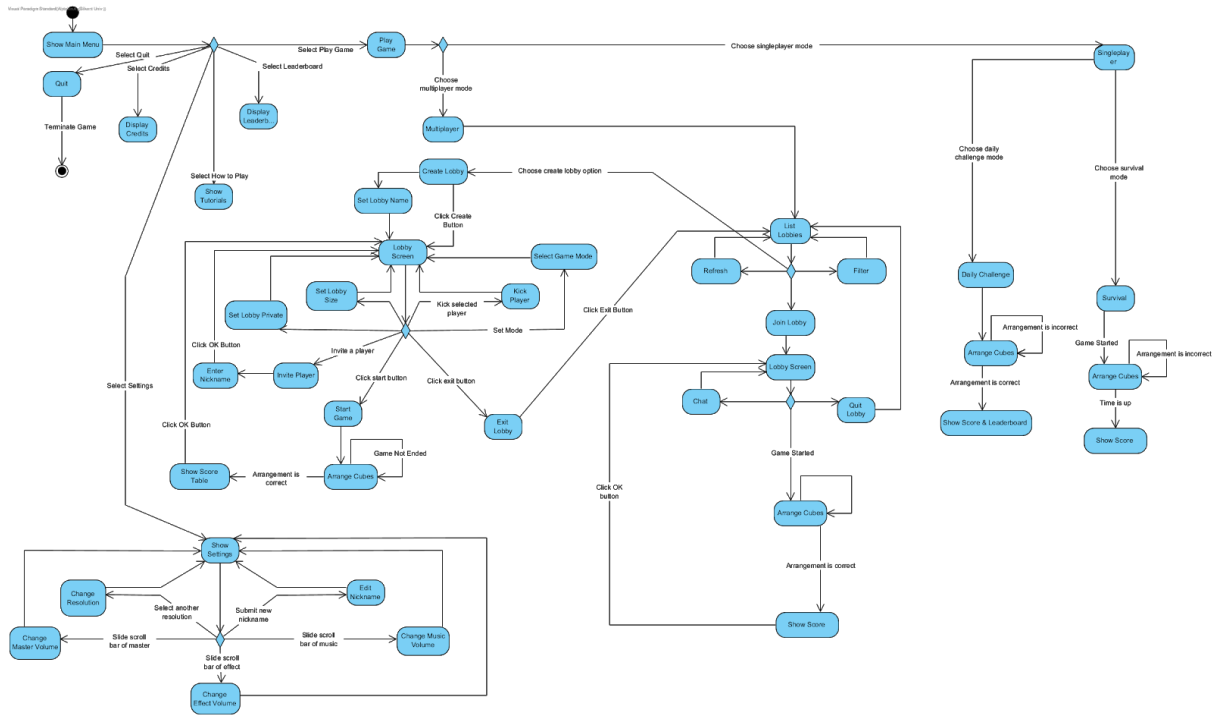 Show Main Menu
Select Quit
Select Credits
Select Leaderboard
Select Play Game
Play
Game
Choose singleplayer mode
Singleplay
er
Quit
Terminate Game
Display
Credits
Display
Leaderb...
Choose
multiplayer mode
Multiplayer
Choose daily
challenge mode
Choose survival
mode
Select How to Play
Show
Tutorials
Create Lobby
Choose create lobby option
Set Lobby Name
Click Create
Button
List
Lobbies
Lobby
Screen
Select Game Mode
Refresh
Filter
Daily Challenge
Set Lobby
Size
Kick selected
player
Kick
Player
Survival
Set Lobby Private
Set Mode
Click Exit Button
Join Lobby
Arrangement is incorrect
Click OK Button
Invite a player
Game Started
Arrange Cubes
Arrangement is incorrect
Enter
Nickname
Invite Player
Click start button
Click exit button
Lobby Screen
Arrange Cubes
Select Settings
Arrangement is correct
Chat
Quit
Lobby
Time is up
Start
Game
Click OK Button
Exit
Lobby
Show Score & Leaderboard
Show Score
Game Not Ended
Game Started
Show Score
Table
Arrangement is
correct
Arrange Cubes
Click OK
button
Arrange Cubes
Show
Settings
Arrangement is correct
Change
Resolution
Select another
resolution
Submit new
nickname
Edit
Nickname
Show Score
Change
Master Volume
Slide scroll
bar of master
Slide scroll
bar of music
Change Music
Volume
Slide scroll
bar of effect
Change
Effect Volume